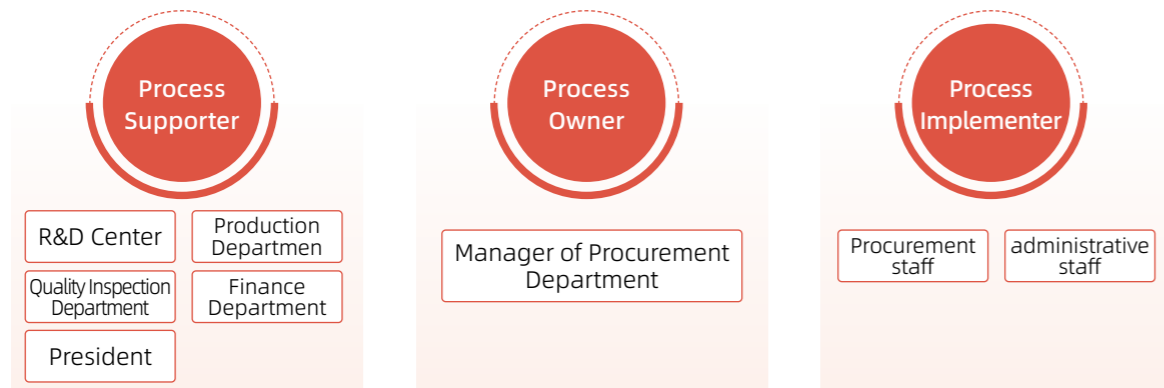 Process
Supporter
R&D Center
Production
Departmen
Quality Inspection
Department
Finance
Department
President
Process
Owner
Manager of Procurement
Department
Process
Implementer
Procurement
staff
administrative
staff